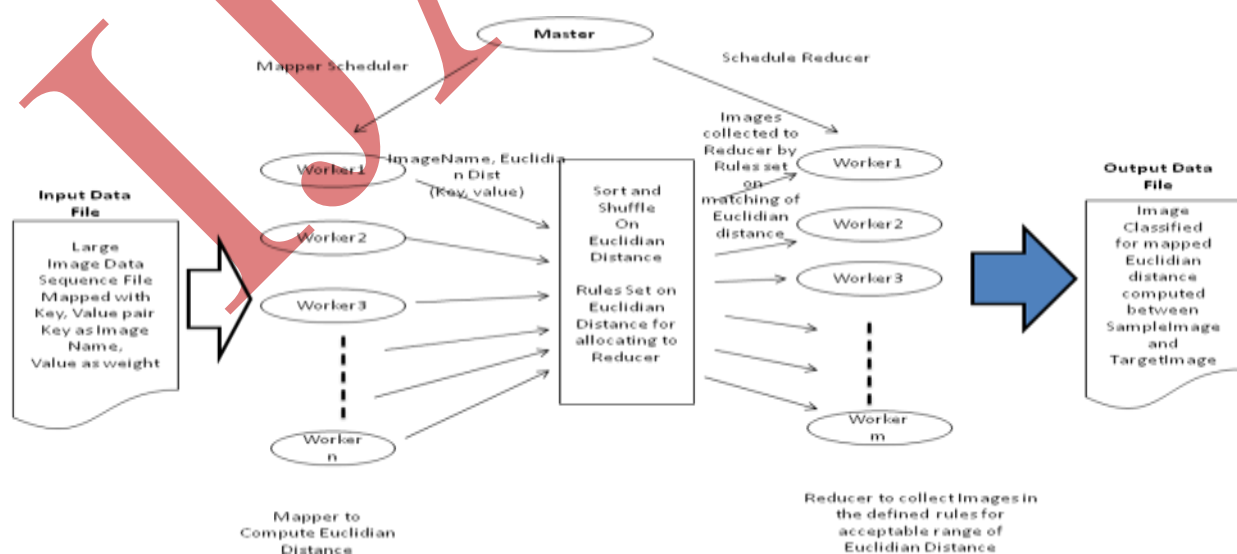 Master
Mapper Scheduler
Schedule Reducer
Input Data
File
Large
Image Data
Sequence File
Mapped with
Key, Value pair
Key as Image
Name,
Value as weight
Worker1
Worker2
Worker3
Worker
n
Mapper to
Compute Euclidian
Distance
ImageName, Euclidia
n Dist
(Key, value)
Sort and
Shuffle
On
Euclidian
Distance
Rules Set on
Euclidian
Distance for
allocating to
Reducer
Images
collected to
Reducer by
Rules set
on
matching of
Euclidian
distance
Worker1
Worker2
Worker3
Worker
m
Reducer to collect Images in
the defined rules for
acceptable range of
Euclidian Distance
Output Data
File
Image
Classified
for mapped
Euclidian
distance
computed
between
SampleImage
and
TargetImage